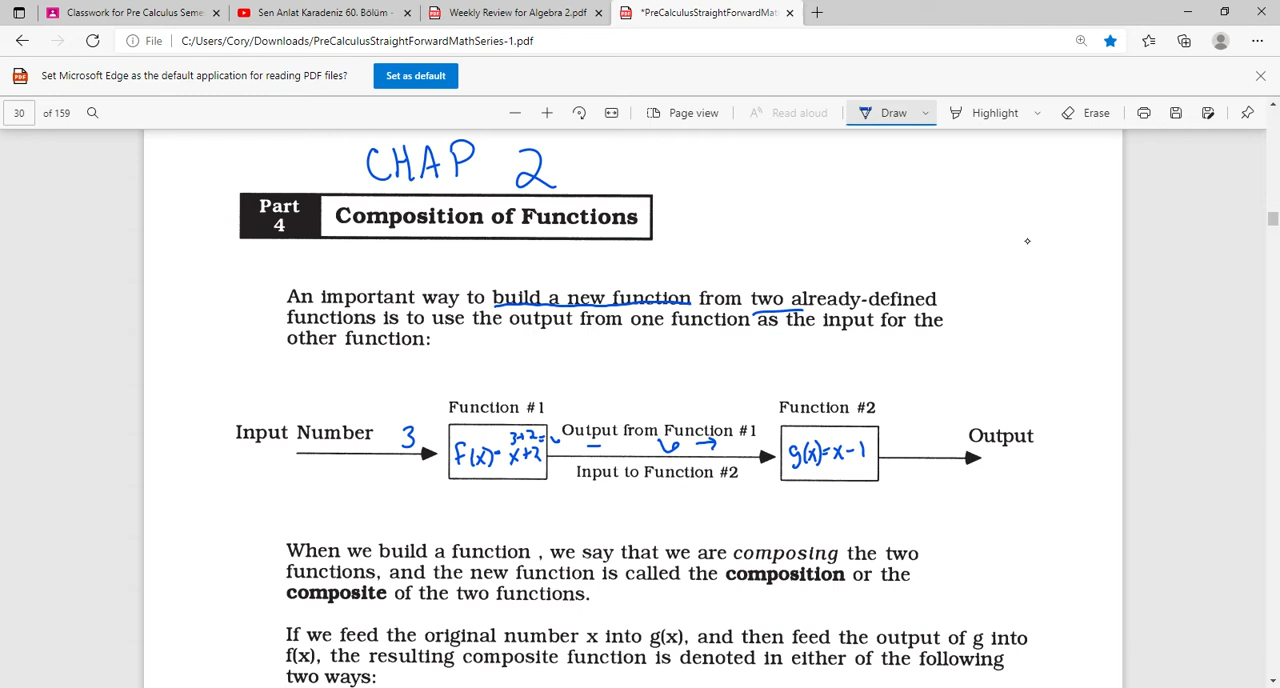 Classwork for Pre Calculus Seme
Sen Anlat Karadeniz 60. Bölüm -
Weekly Review for Algebra 2.pdf
*PreCalculusStraightForwardMat
File C:/Users/Cory/Downloads/PreCalculusStraightForwardMathSeries-1.pdf
Set Microsoft Edge as the default application for reading PDF files? Set as default
30 of 159 Page view Read aloud Draw Highlight Erase
CHAP 2
Part 4
Composition of Functions
An important way to build a new function from two already-defined
functions is to use the output from one function as the input for the
other function:
Function #1
Function #2
Input Number 3
3+2=
f(x)= x+2
Output from Function #1
Input to Function #2
g(x)=x-1
Output
When we build a function , we say that we are composing the two
functions, and the new function is called the composition or the
composite of the two functions.
If we feed the original number x into g(x), and then feed the output of g into
f(x), the resulting composite function is denoted in either of the following
two ways: